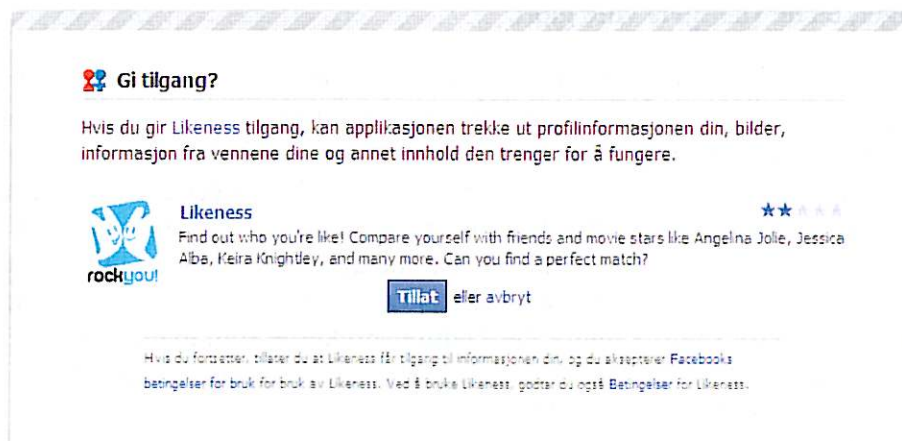 Gi tilgang?
Hvis du gir Likeness tilgang, kan applikasjonen trekke ut profilinformasjonen din, bilder,
informasjon fra vennene dine og annet innhold den trenger for å fungere.
Likeness
Find out who you're like! Compare yourself with friends and movie stars like Angelina Jolie, Jessica
Alba, Keira Knightley, and many more. Can you find a perfect match?
rockyou!
Tillat eller avbryt
Hvis du fortsetter, tillater du at Likeness får tilgang til informasjonen din, og du aksepterer Facebooks
betingelser for bruk for bruk av Likeness. Ved å bruke Likeness, godtar du også Betingelser for Likeness.